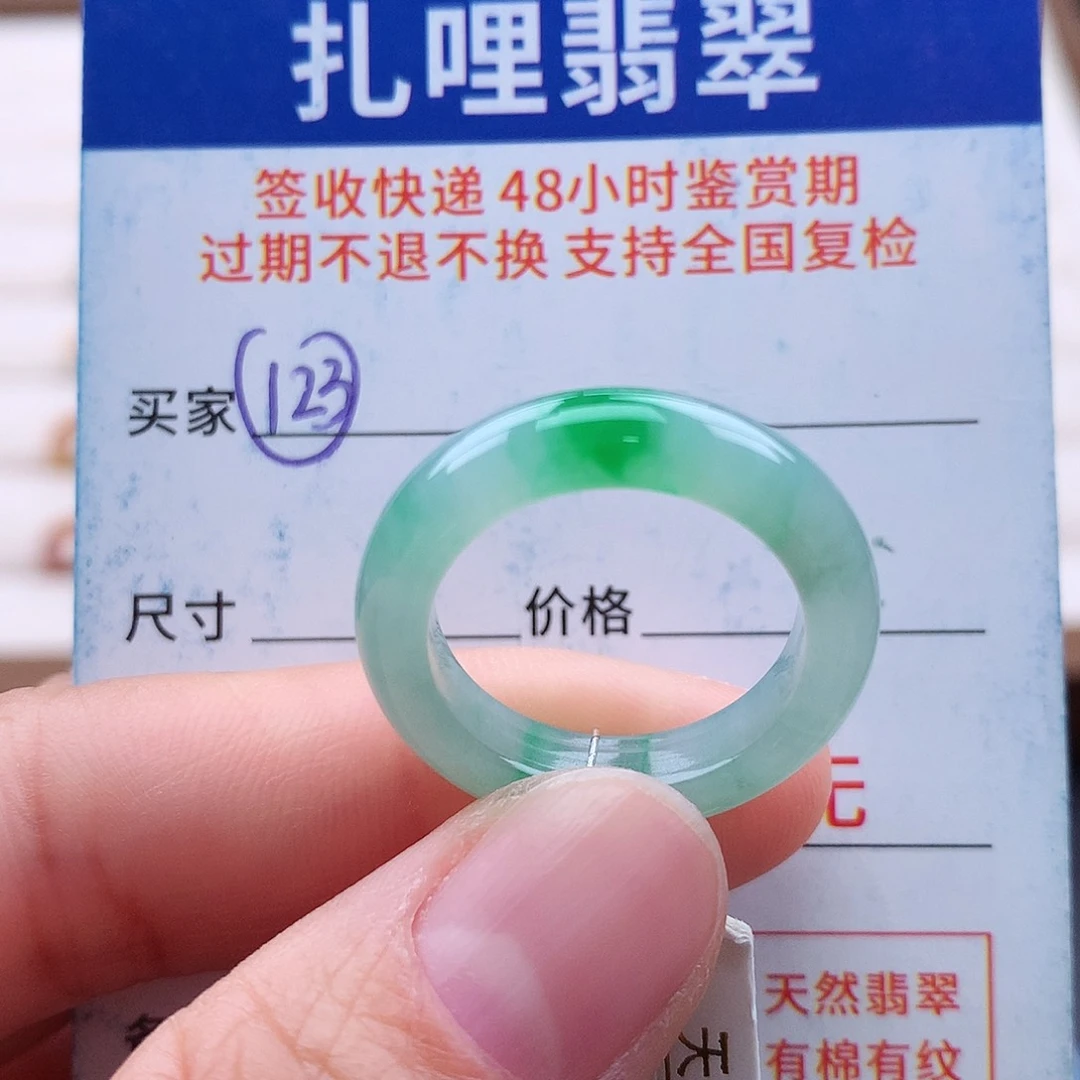 扎哩翡翠
签收快递 48小时鉴赏期
过期不退不换 支持全国复检
买家 123
尺寸 价格
元
天然翡翠
有棉有纹
天